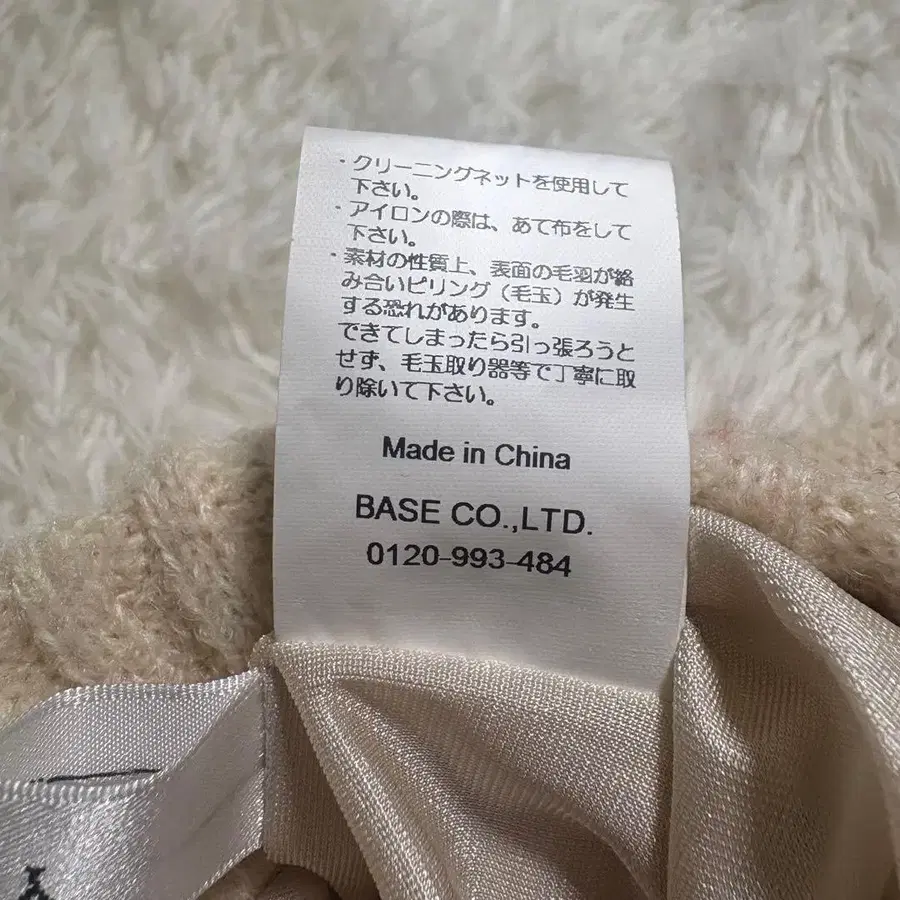 ・クリーニングネットを使用して
下さい。
・アイロンの際は、あて布をして
下さい。
・素材の性質上、表面の毛羽が絡
み合いピリング（毛玉）が発生
する恐れがあります。
できてしまったら引っ張ろうと
せず、毛玉取り器等で丁寧に取
り除いて下さい。
Made in China
BASE CO.,LTD.
0120-993-484